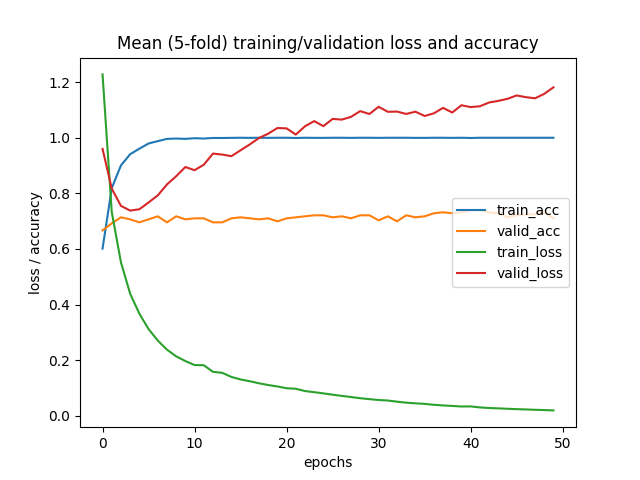 Mean (5-fold) training/validation loss and accuracy
1.2
1.0
0.8
0.6
0.4
0.2
0.0
loss / accuracy
train_acc
valid_acc
train_loss
valid_loss
0 10 20 30 40 50
epochs